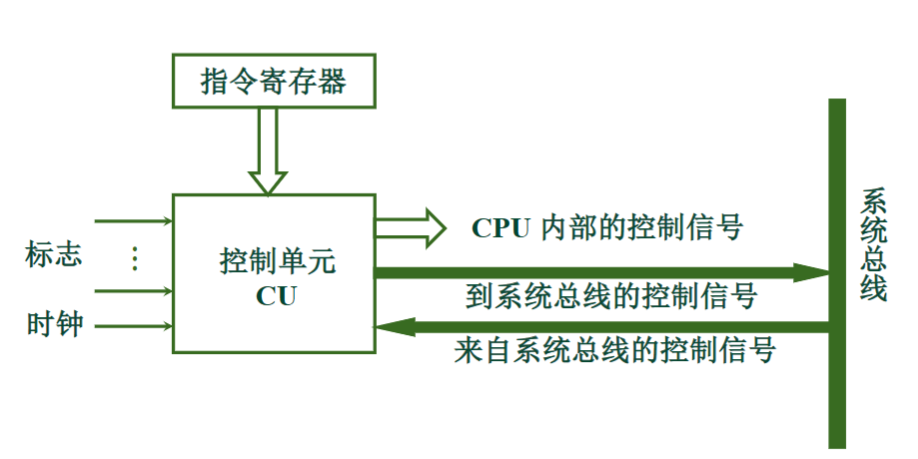 指令寄存器
标志
⋮
时钟
控制单元
CU
CPU 内部的控制信号
到系统总线的控制信号
来自系统总线的控制信号
系统总线